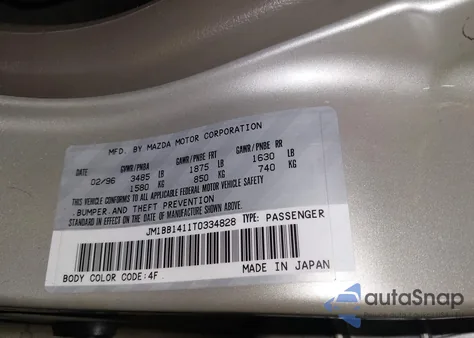 MFD. BY MAZDA MOTOR CORPORATION
DATE GVWR/PNBA GAWR/PNBE FRT GAWR/PNBE RR
02/96 3485 LB 1875 LB 1630 LB
1580 KG 850 KG 740 KG
THIS VEHICLE CONFORMS TO ALL APPLICABLE FEDERAL MOTOR VEHICLE SAFETY
, BUMPER, AND THEFT PREVENTION
STANDARD IN EFFECT ON THE DATE OF MANUFACTURE SHOWN ABOVE.
JM1BB1411T0334828 TYPE: PASSENGER
BODY COLOR CODE: 4F
MADE IN JAPAN
autoSnap